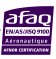 afaq
EN/AS/JISQ 9100
Aéronautique
AFNOR CERTIFICATION